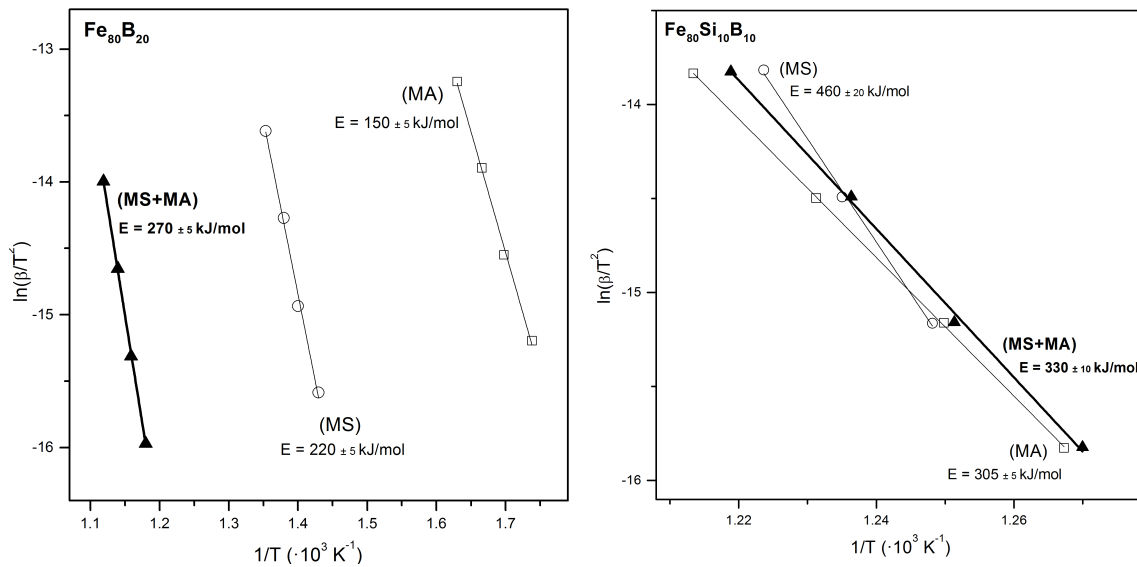 Fe₈₀B₂₀
-13
-14
-15
-16
ln(β/T²)
(MA)
E = 150 ± 5 kJ/mol
(MS+MA)
E = 270 ± 5 kJ/mol
(MS)
E = 220 ± 5 kJ/mol
1.1 1.2 1.3 1.4 1.5 1.6 1.7
1/T (·10³ K⁻¹)
Fe₈₀Si₁₀B₁₀
-14
-15
-16
ln(β/T²)
(MS)
E = 460 ± 20 kJ/mol
(MS+MA)
E = 330 ± 10 kJ/mol
(MA)
E = 305 ± 5 kJ/mol
1.22 1.24 1.26
1/T (·10³ K⁻¹)